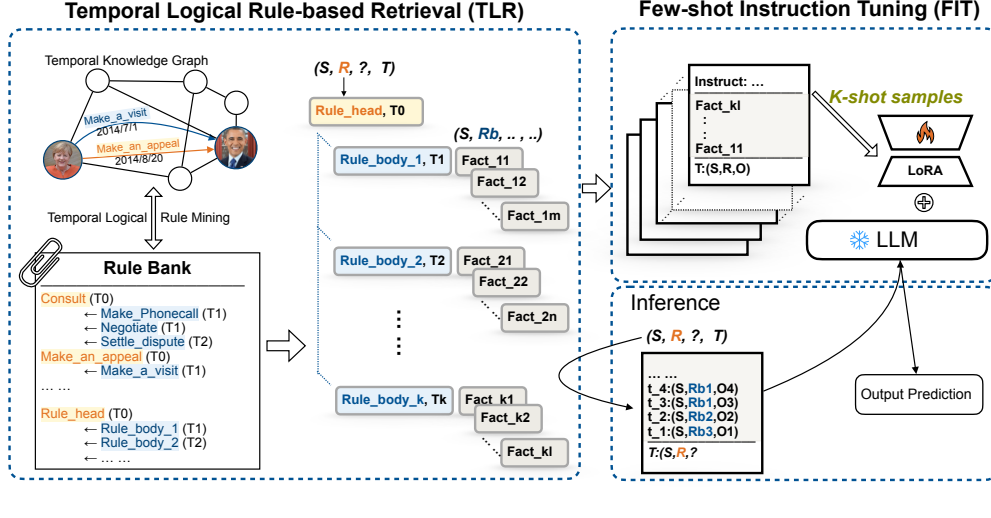 Temporal Logical Rule-based Retrieval (TLR)
Few-shot Instruction Tuning (FIT)
Temporal Knowledge Graph
Make_a_visit
2014/7/1
Make_an_appeal
2014/8/20
Temporal Logical Rule Mining
Rule Bank
Consult (T0)
← Make_Phonecall (T1)
← Negotiate (T1)
← Settle_dispute (T2)
Make_an_appeal (T0)
← Make_a_visit (T1)
... ...
Rule_head (T0)
← Rule_body_1 (T1)
← Rule_body_2 (T2)
← ... ...
(S, R, ?, T)
Rule_head, T0
(S, Rb, .. , ..)
Rule_body_1, T1
Fact_11
Fact_12
Fact_1m
Rule_body_2, T2
Fact_21
Fact_22
Fact_2n
Rule_body_k, Tk
Fact_k1
Fact_k2
Fact_kl
Instruct: ...
Fact_kl
Fact_11
T:(S,R,O)
K-shot samples
LoRA
LLM
Inference
(S, R, ?, T)
... ...
t_4:(S,Rb1,O4)
t_3:(S,Rb1,O3)
t_2:(S,Rb2,O2)
t_1:(S,Rb3,O1)
T:(S,R,?
Output Prediction